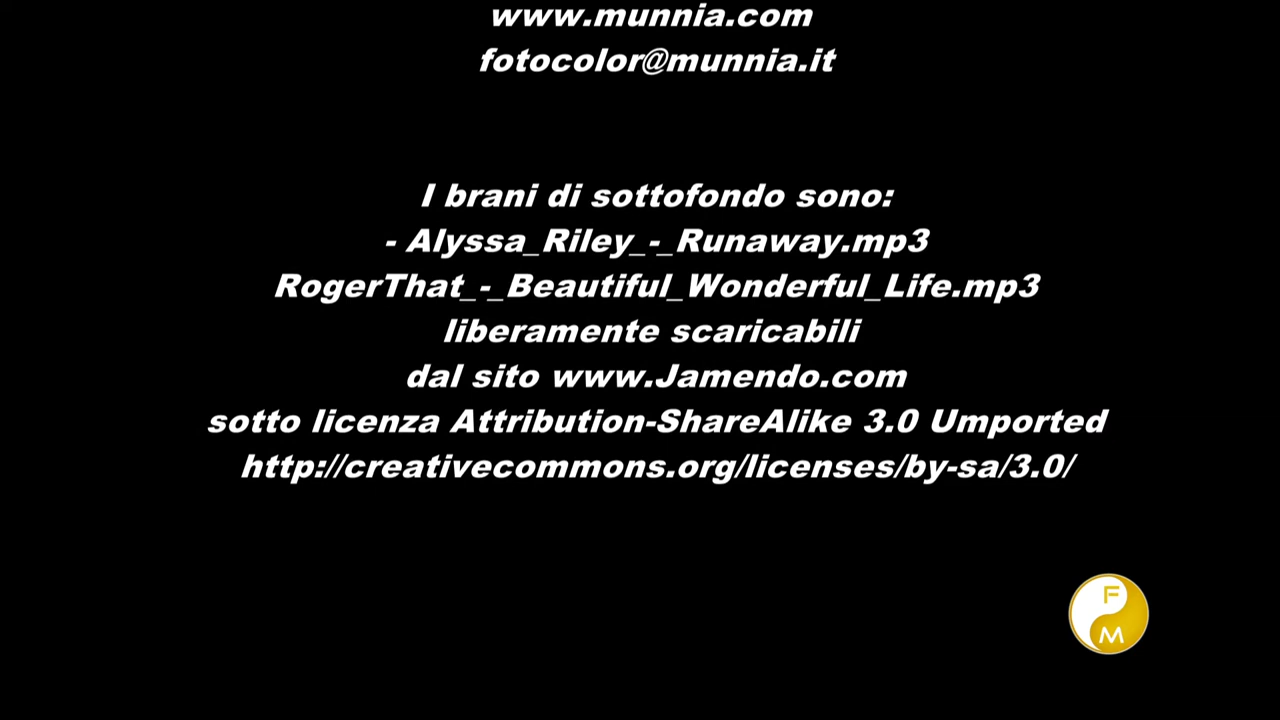 www.munnia.com
fotocolor@munnia.it
I brani di sottofondo sono:
- Alyssa_Riley_-_Runaway.mp3
RogerThat_-_Beautiful_Wonderful_Life.mp3
liberamente scaricabili
dal sito www.Jamendo.com
sotto licenza Attribution-ShareAlike 3.0 Umported
http://creativecommons.org/licenses/by-sa/3.0/
F
M